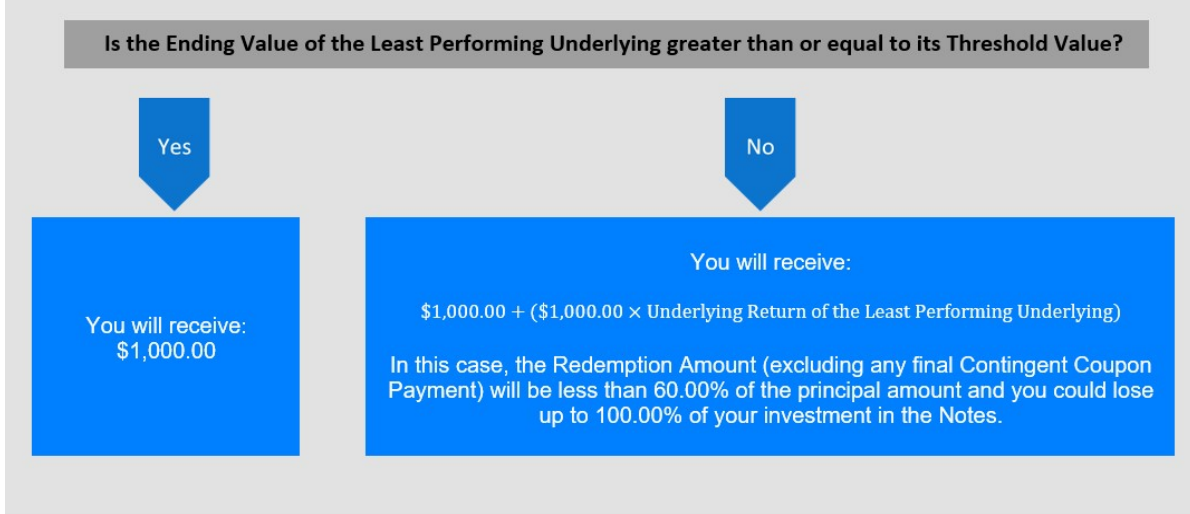 Is the Ending Value of the Least Performing Underlying greater than or equal to its Threshold Value?
Yes
No
You will receive:
$1,000.00
You will receive:
$1,000.00 + ($1,000.00 × Underlying Return of the Least Performing Underlying)
In this case, the Redemption Amount (excluding any final Contingent Coupon
Payment) will be less than 60.00% of the principal amount and you could lose
up to 100.00% of your investment in the Notes.